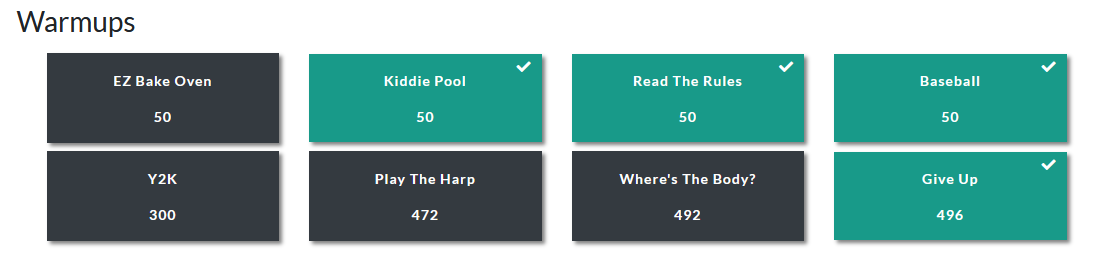 Warmups
EZ Bake Oven
50
Kiddie Pool
50
Read The Rules
50
Baseball
50
Y2K
300
Play The Harp
472
Where's The Body?
492
Give Up
496